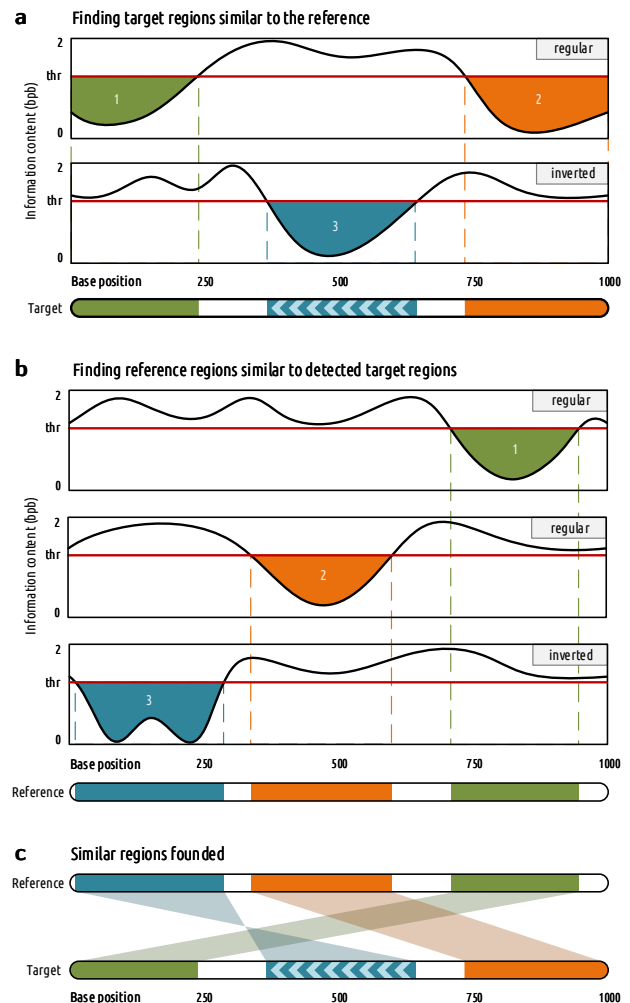 a Finding target regions similar to the reference
2
regular
thr
1
2
0
Information content (bpb)
2
inverted
thr
3
0
Base position 250 500 750 1000
Target
b Finding reference regions similar to detected target regions
2
regular
thr
1
0
Information content (bpb)
2
regular
thr
2
0
2
inverted
thr
3
0
Base position 250 500 750 1000
Reference
c Similar regions founded
Reference
Target
Base position 250 500 750 1000